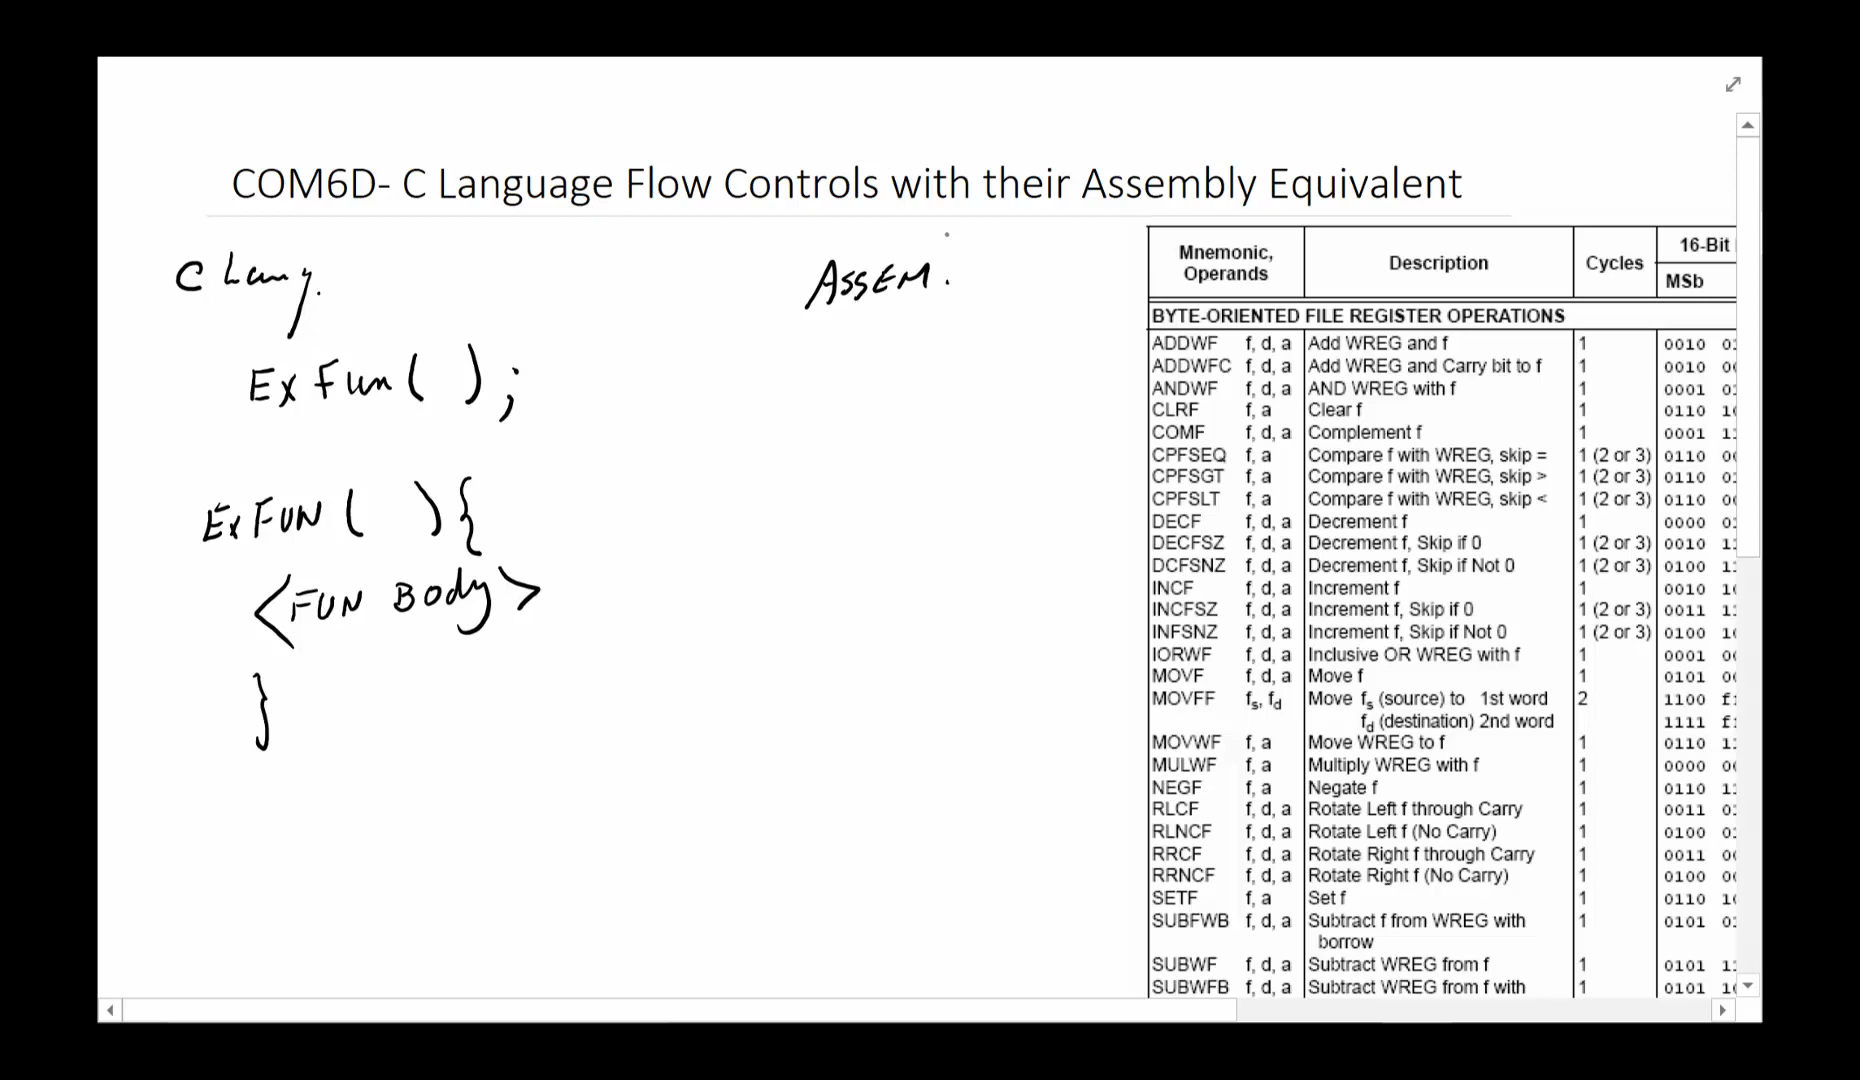 COM6D- C Language Flow Controls with their Assembly Equivalent
C Lang.
ExFun( );
ExFUN( ){
<FUN Body>
}
ASSEM.
Mnemonic, Operands Description Cycles 16-Bit
MSb
BYTE-ORIENTED FILE REGISTER OPERATIONS
ADDWF f, d, a Add WREG and f 1 0010
ADDWFC f, d, a Add WREG and Carry bit to f 1 0010
ANDWF f, d, a AND WREG with f 1 0001
CLRF f, a Clear f 1 0110
COMF f, d, a Complement f 1 0001
CPFSEQ f, a Compare f with WREG, skip = 1 (2 or 3) 0110
CPFSGT f, a Compare f with WREG, skip > 1 (2 or 3) 0110
CPFSLT f, a Compare f with WREG, skip < 1 (2 or 3) 0110
DECF f, d, a Decrement f 1 0000
DECFSZ f, d, a Decrement f, Skip if 0 1 (2 or 3) 0010
DCFSNZ f, d, a Decrement f, Skip if Not 0 1 (2 or 3) 0100
INCF f, d, a Increment f 1 0010
INCFSZ f, d, a Increment f, Skip if 0 1 (2 or 3) 0011
INFSNZ f, d, a Increment f, Skip if Not 0 1 (2 or 3) 0100
IORWF f, d, a Inclusive OR WREG with f 1 0001
MOVF f, d, a Move f 1 0101
MOVFF fs, fd Move fs (source) to 1st word 2 1100
fd (destination) 2nd word 1111
MOVWF f, a Move WREG to f 1 0110
MULWF f, a Multiply WREG with f 1 0000
NEGF f, a Negate f 1 0110
RLCF f, d, a Rotate Left f through Carry 1 0011
RLNCF f, d, a Rotate Left f (No Carry) 1 0100
RRCF f, d, a Rotate Right f through Carry 1 0011
RRNCF f, d, a Rotate Right f (No Carry) 1 0100
SETF f, a Set f 1 0110
SUBFWB f, d, a Subtract f from WREG with 1 0101
borrow
SUBWF f, d, a Subtract WREG from f 1 0101
SUBWFB f, d, a Subtract WREG from f with 1 0101